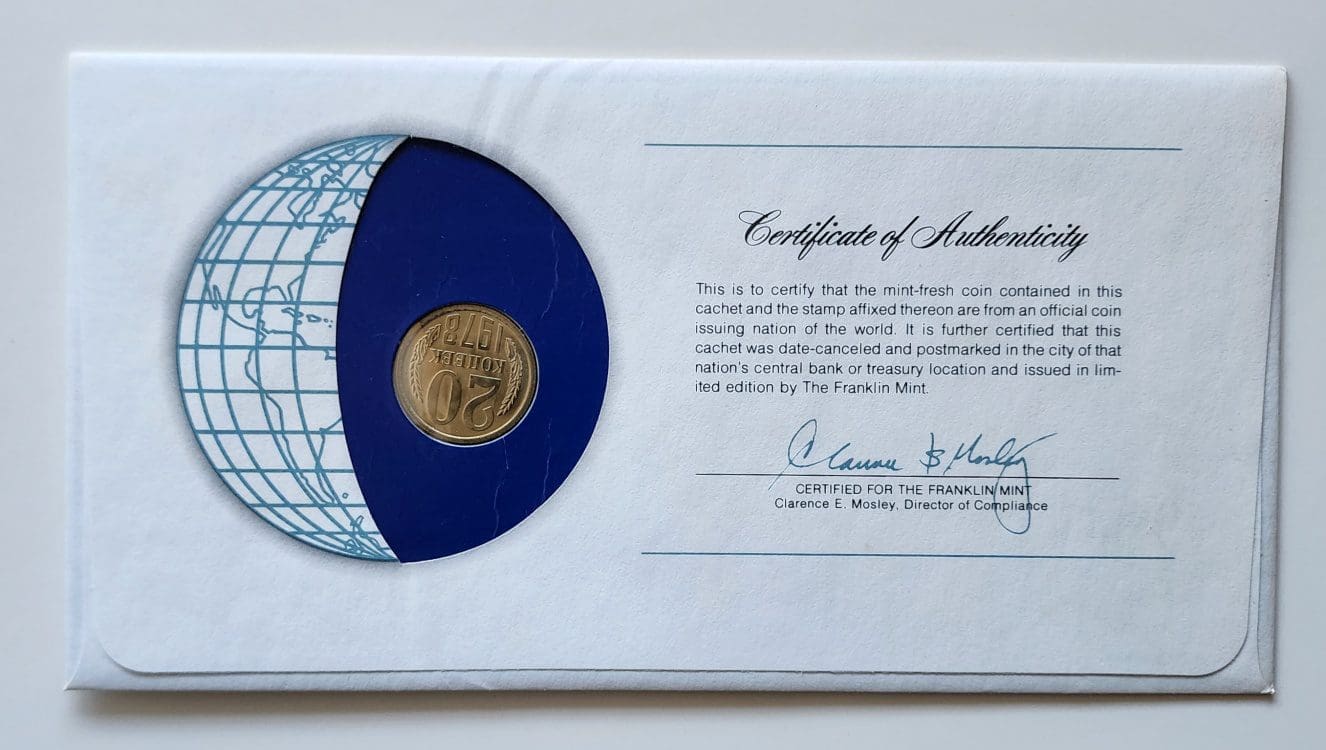 20
КОПЕЕК
1978
Certificate of Authenticity
This is to certify that the mint-fresh coin contained in this
cachet and the stamp affixed thereon are from an official coin
issuing nation of the world. It is further certified that this
cachet was date-canceled and postmarked in the city of that
nation's central bank or treasury location and issued in lim-
ited edition by The Franklin Mint.
Clarence E Mosley
CERTIFIED FOR THE FRANKLIN MINT
Clarence E. Mosley, Director of Compliance